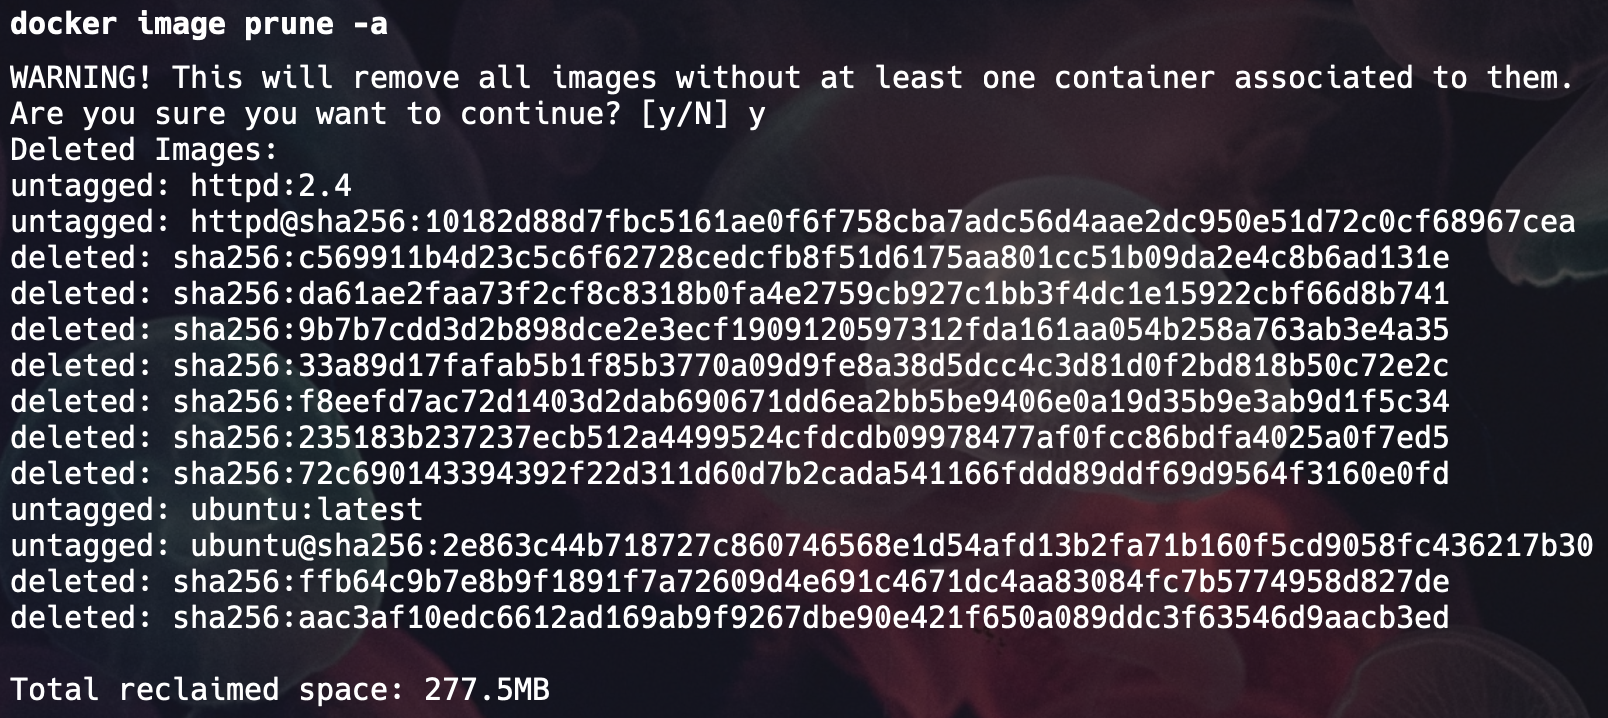 docker image prune -a
WARNING! This will remove all images without at least one container associated to them.
Are you sure you want to continue? [y/N] y
Deleted Images:
untagged: httpd:2.4
untagged: httpd@sha256:10182d88d7fbc5161ae0f6f758cba7adc56d4aae2dc950e51d72c0cf68967cea
deleted: sha256:c569911b4d23c5c6f62728cedcfb8f51d6175aa801cc51b09da2e4c8b6ad131e
deleted: sha256:da61ae2faa73f2cf8c8318b0fa4e2759cb927c1bb3f4dc1e15922cbf66d8b741
deleted: sha256:9b7b7cdd3d2b898dce2e3ecf1909120597312fda161aa054b258a763ab3e4a35
deleted: sha256:33a89d17fafab5b1f85b3770a09d9fe8a38d5dcc4c3d81d0f2bd818b50c72e2c
deleted: sha256:f8eefd7ac72d1403d2dab690671dd6ea2bb5be9406e0a19d35b9e3ab9d1f5c34
deleted: sha256:235183b237237ecb512a4499524cfdcdb09978477af0fcc86bdfa4025a0f7ed5
deleted: sha256:72c690143394392f22d311d60d7b2cada541166fddd89ddf69d9564f3160e0fd
untagged: ubuntu:latest
untagged: ubuntu@sha256:2e863c44b718727c860746568e1d54afd13b2fa71b160f5cd9058fc436217b30
deleted: sha256:ffb64c9b7e8b9f1891f7a72609d4e691c4671dc4aa83084fc7b5774958d827de
deleted: sha256:aac3af10edc6612ad169ab9f9267dbe90e421f650a089ddc3f63546d9aacb3ed
Total reclaimed space: 277.5MB